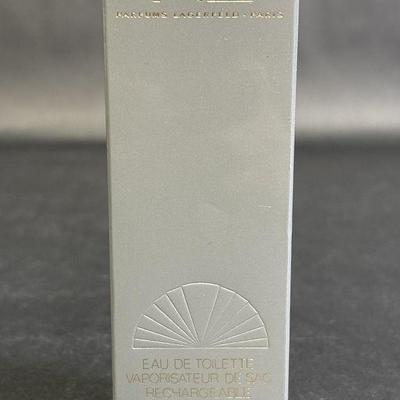 PARFUMS LAGERFELD · PARIS
EAU DE TOILETTE
VAPORISATEUR DE SAC
RECHARGEABLE